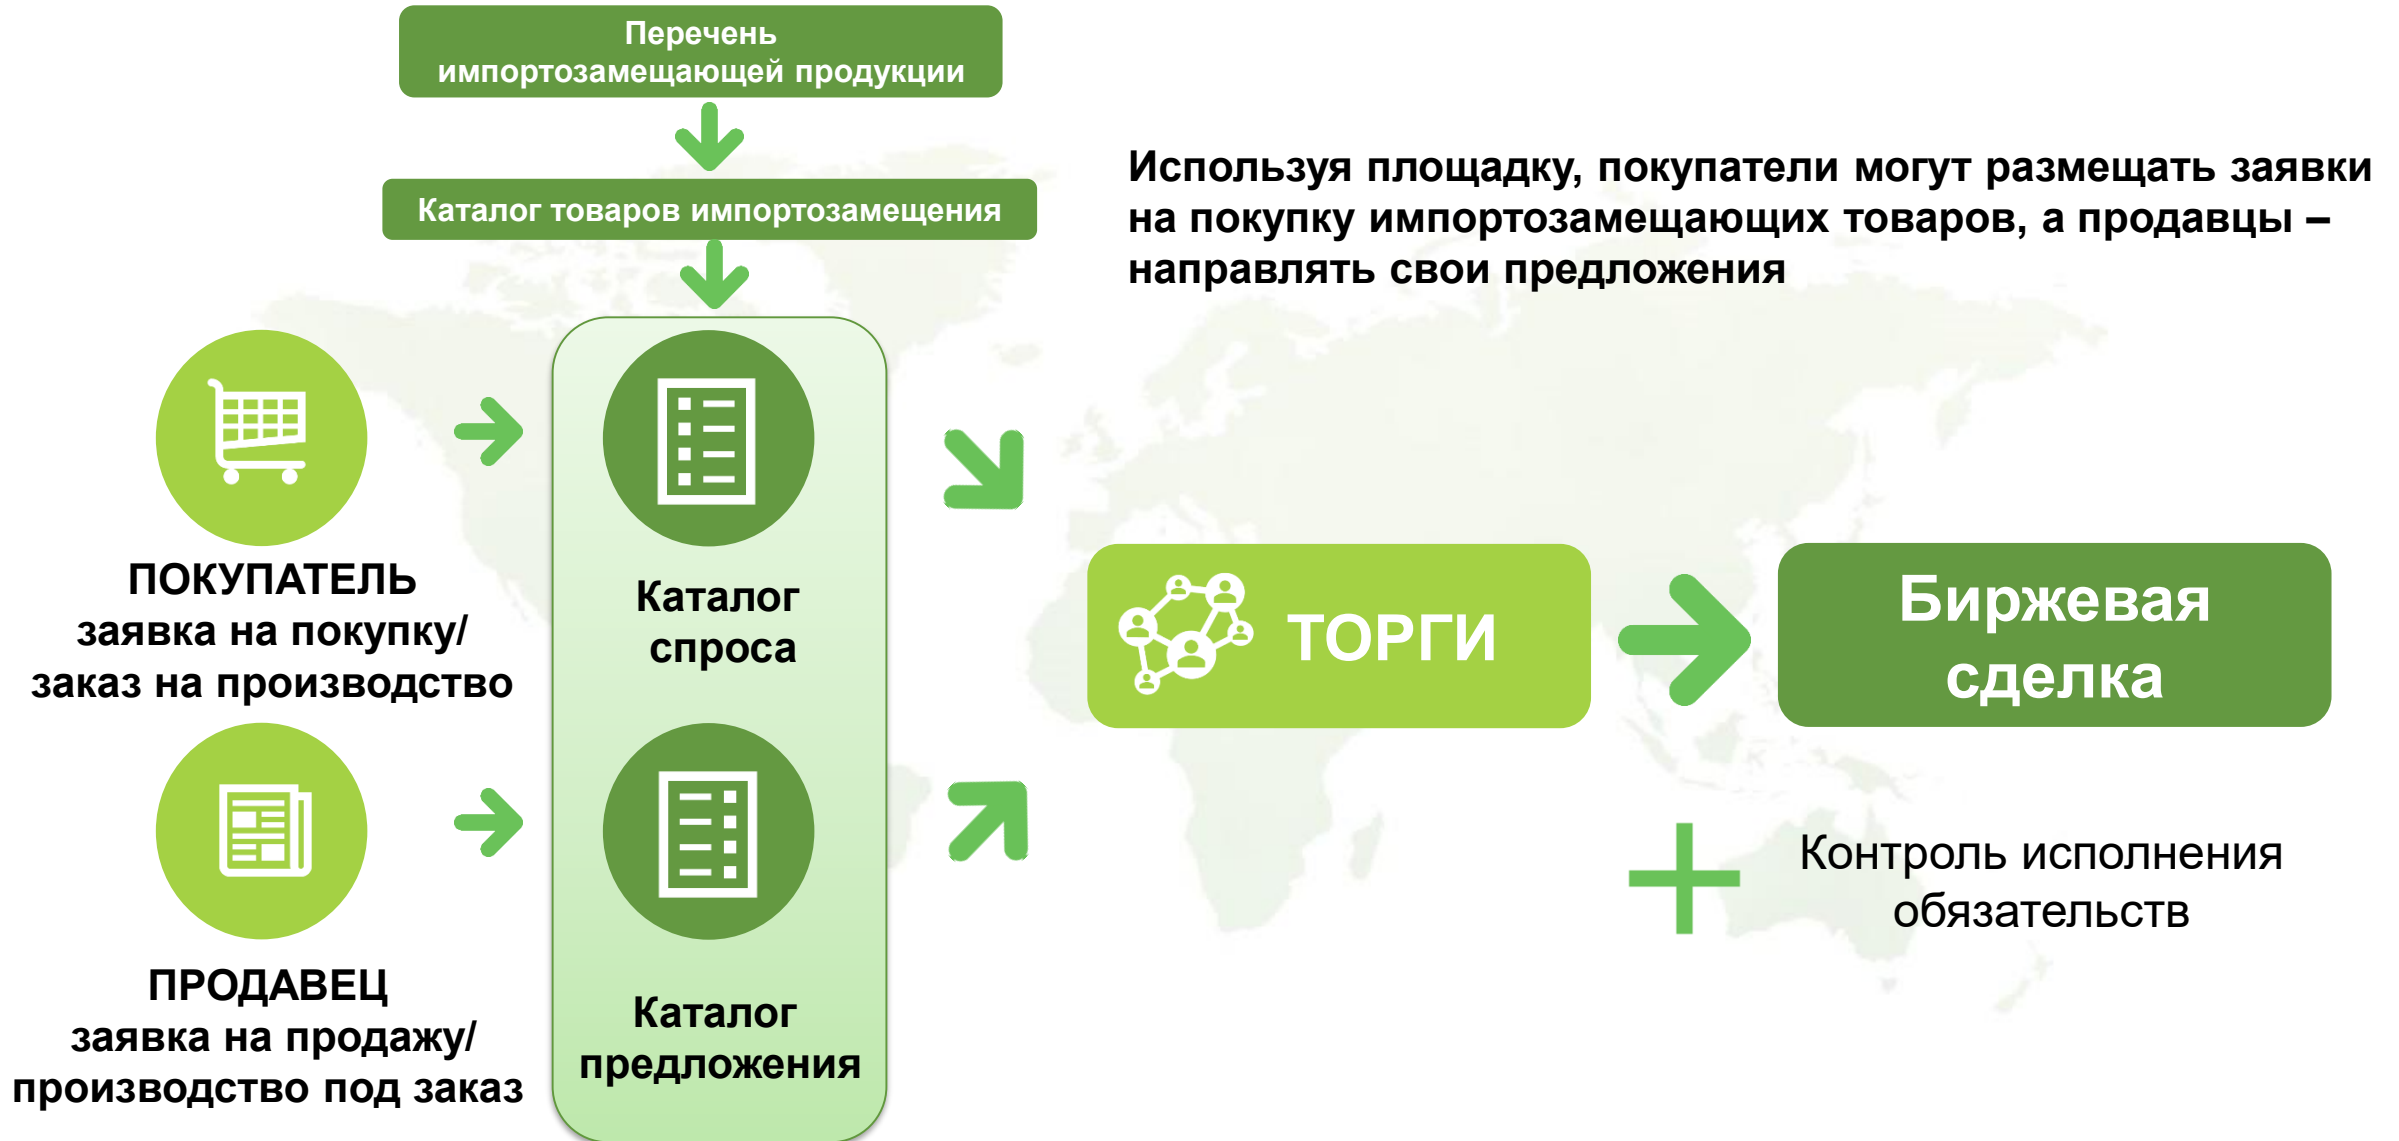 Перечень
импортозамещающей продукции
Каталог товаров импортозамещения
Используя площадку, покупатели могут размещать заявки
на покупку импортозамещающих товаров, а продавцы –
направлять свои предложения
ПОКУПАТЕЛЬ
заявка на покупку/
заказ на производство
Каталог
спроса
ПРОДАВЕЦ
заявка на продажу/
производство под заказ
Каталог
предложения
ТОРГИ
Биржевая
сделка
Контроль исполнения
обязательств